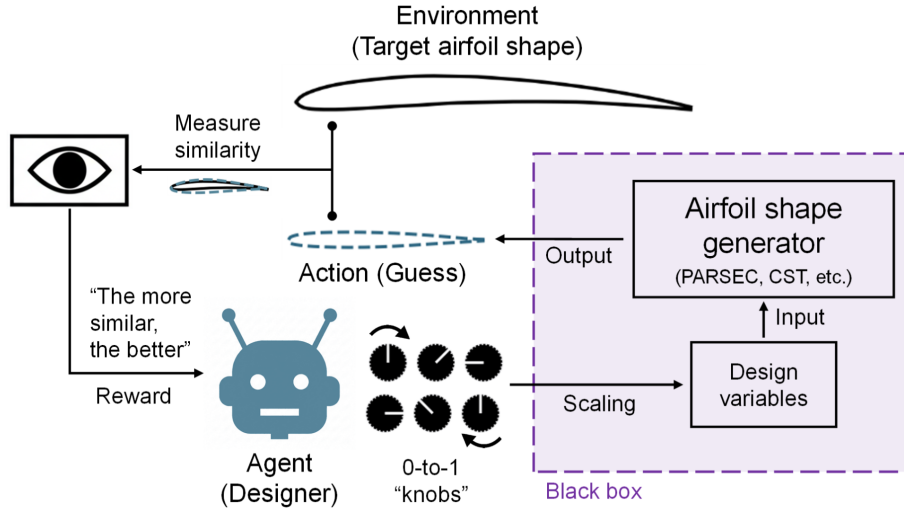 Environment
(Target airfoil shape)
Measure
similarity
Airfoil shape
generator
(PARSEC, CST, etc.)
Output
Action (Guess)
Input
“The more
similar,
the better”
Reward
Design
variables
Scaling
Agent
(Designer)
0-to-1
“knobs”
Black box